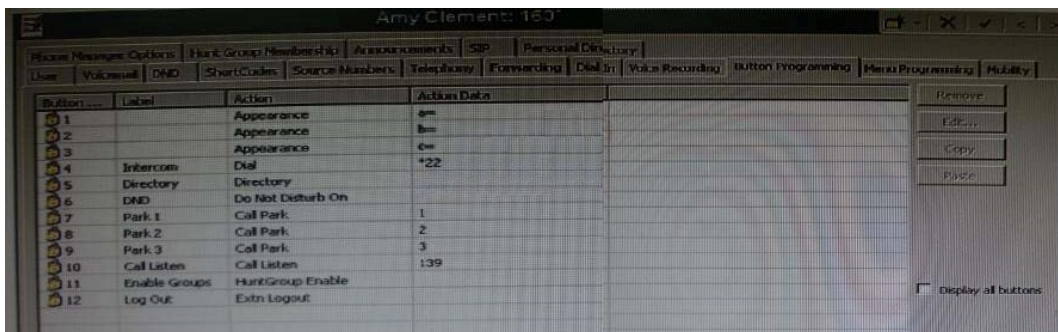 Amy Clement: 160
Phone Manager Options Hunt Group Membership Announcements SIP Personal Directory
User Voicemail DND ShortCodes Source Numbers Telephony Forwarding Dial In Voice Recording Button Programming Menu Programming Mobility
Button ... Label Action Action Data
Remove
1 Appearance a=
Edit...
2 Appearance b=
3 Appearance c=
Copy
4 Intercom Dial *22
Paste
5 Directory Directory
6 DND Do Not Disturb On
7 Park 1 Call Park 1
8 Park 2 Call Park 2
9 Park 3 Call Park 3
10 Call Listen Call Listen 139
11 Enable Groups HuntGroup Enable
12 Log Out Extn Logout
Display all buttons